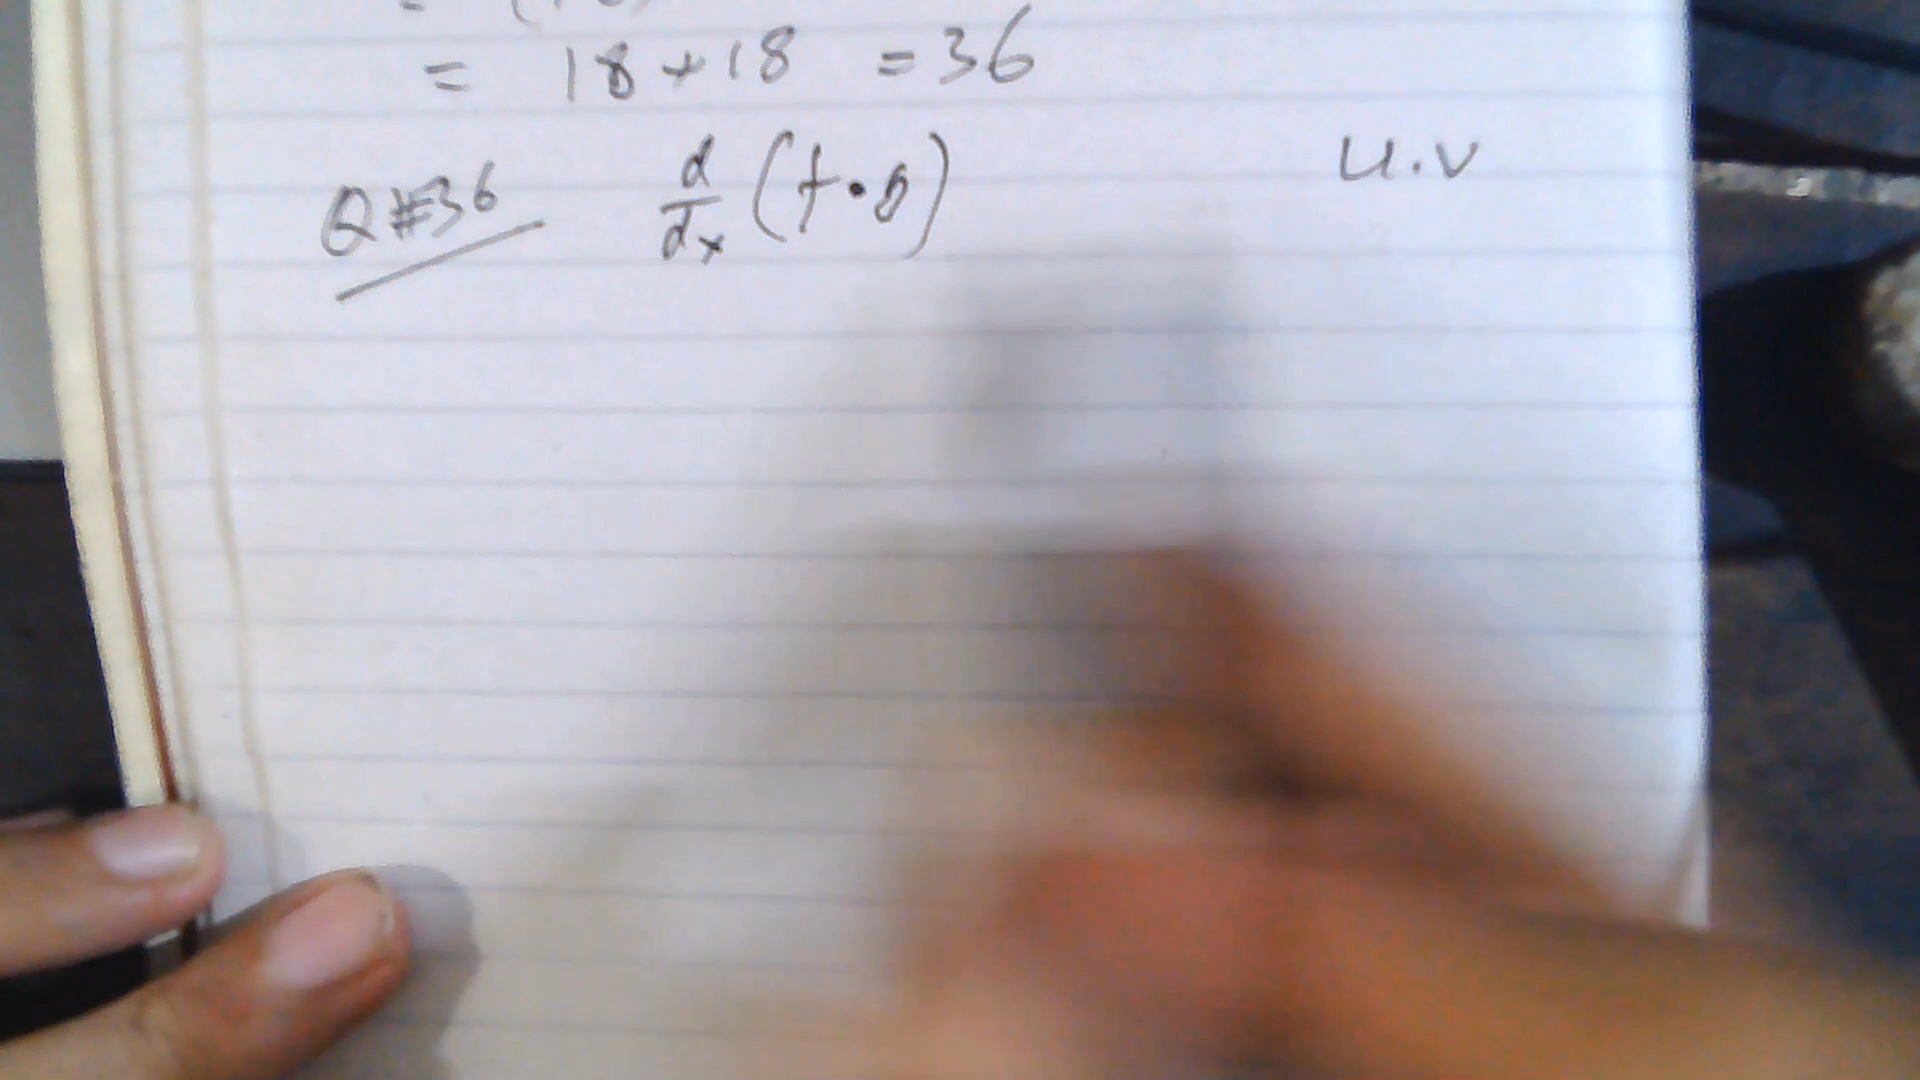 = 18 + 18 = 36
Q #36 d/dx (f • g) u.v